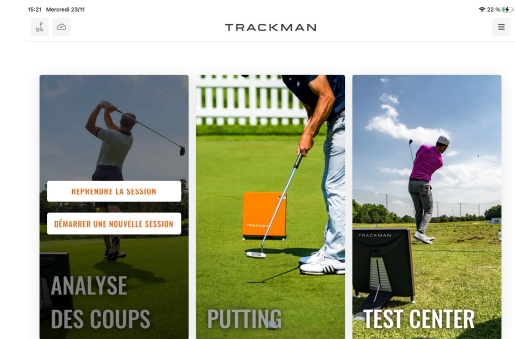 15:21 Mercredi 23/11
22 %
TRACKMAN
REPRENDRE LA SESSION
DÉMARRER UNE NOUVELLE SESSION
ANALYSE
DES COUPS
TRACKMAN
PUTTING
TRACKMAN
TEST CENTER